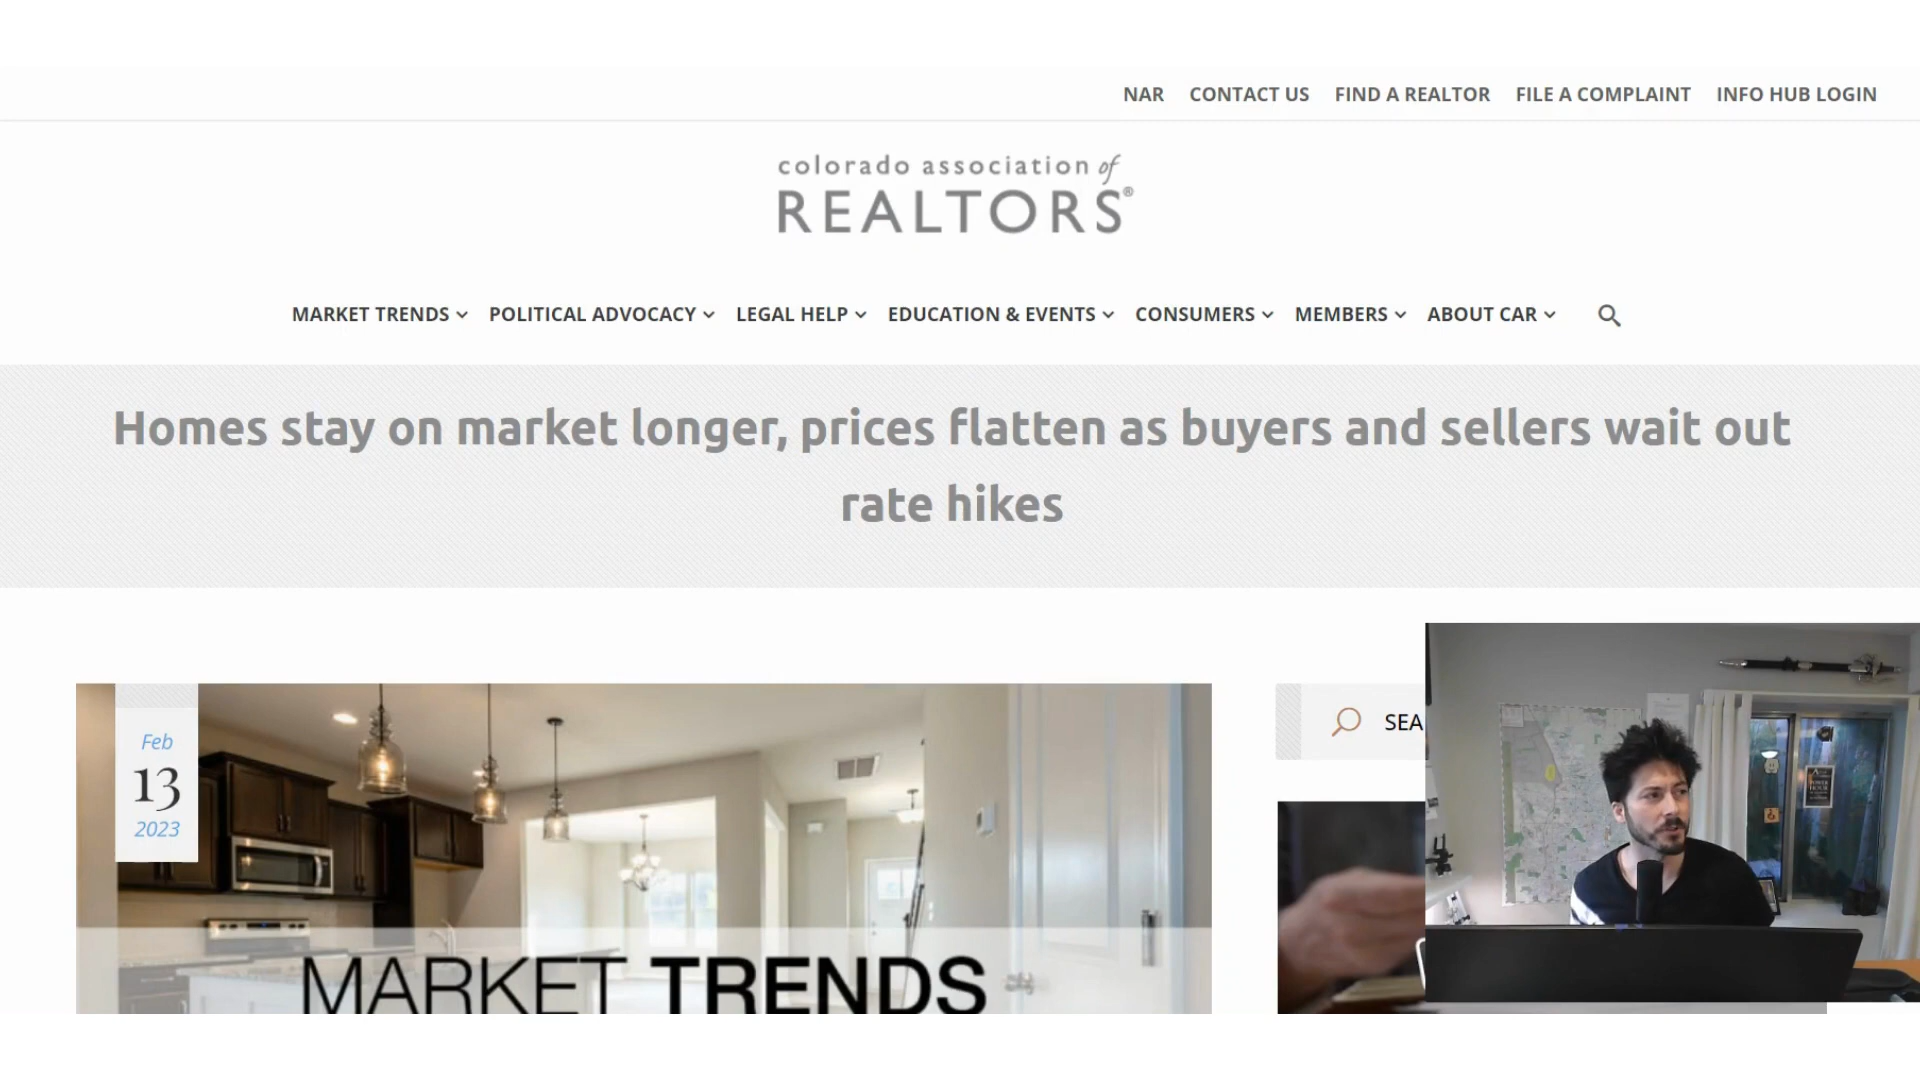 NAR CONTACT US FIND A REALTOR FILE A COMPLAINT INFO HUB LOGIN
colorado association of
REALTORS®
MARKET TRENDS POLITICAL ADVOCACY LEGAL HELP EDUCATION & EVENTS CONSUMERS MEMBERS ABOUT CAR
Homes stay on market longer, prices flatten as buyers and sellers wait out
rate hikes
Feb
13
2023
SEA
MARKET TRENDS
POWER
HOUR